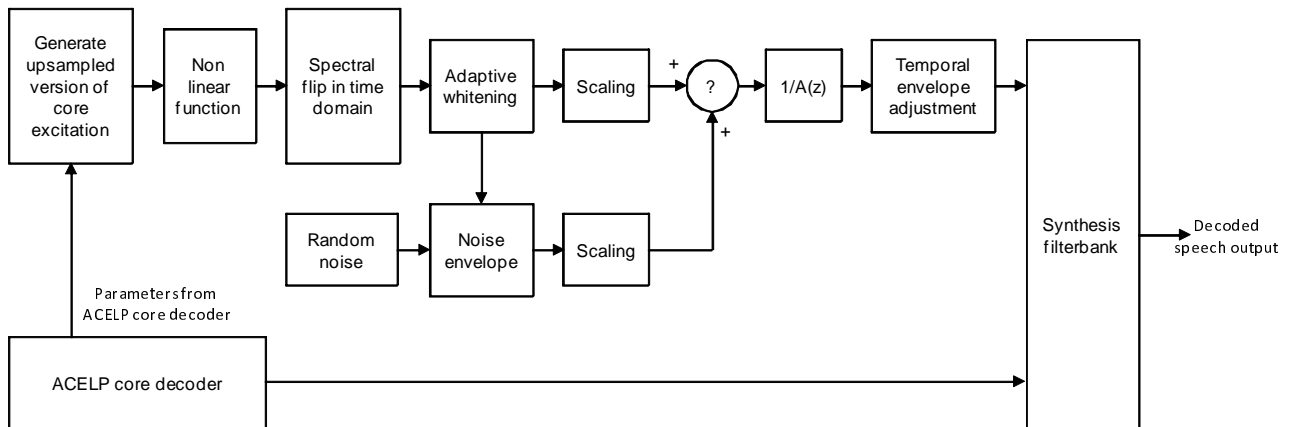 Generate
upsampled
version of
core
excitation
Non
linear
function
Spectral
flip in time
domain
Adaptive
whitening
Scaling
+
?
1/A(z)
Temporal
envelope
adjustment
+
Random
noise
Noise
envelope
Scaling
Synthesis
filterbank
Decoded
speech output
Parameters from
ACELP core decoder
ACELP core decoder